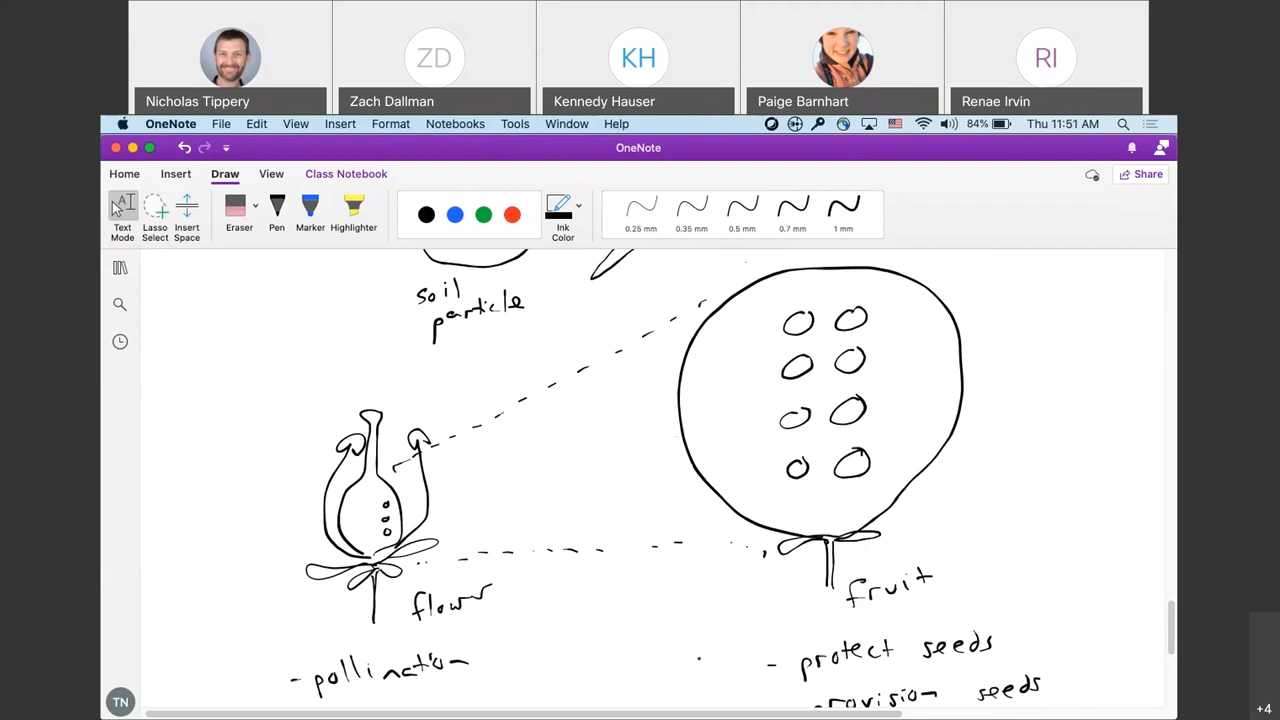 ZD
KH
RI
Nicholas Tippery
Zach Dallman
Kennedy Hauser
Paige Barnhart
Renae Irvin
OneNote File Edit View Insert Format Notebooks Tools Window Help 84% Thu 11:51 AM
OneNote
Home Insert Draw View Class Notebook Share
Text Mode
Lasso Select
Insert Space
Eraser
Pen
Marker
Highlighter
Ink Color
0.25 mm
0.35 mm
0.5 mm
0.7 mm
1 mm
soil
particle
flower
fruit
- pollination
- protect seeds
provision seeds
TN
+4